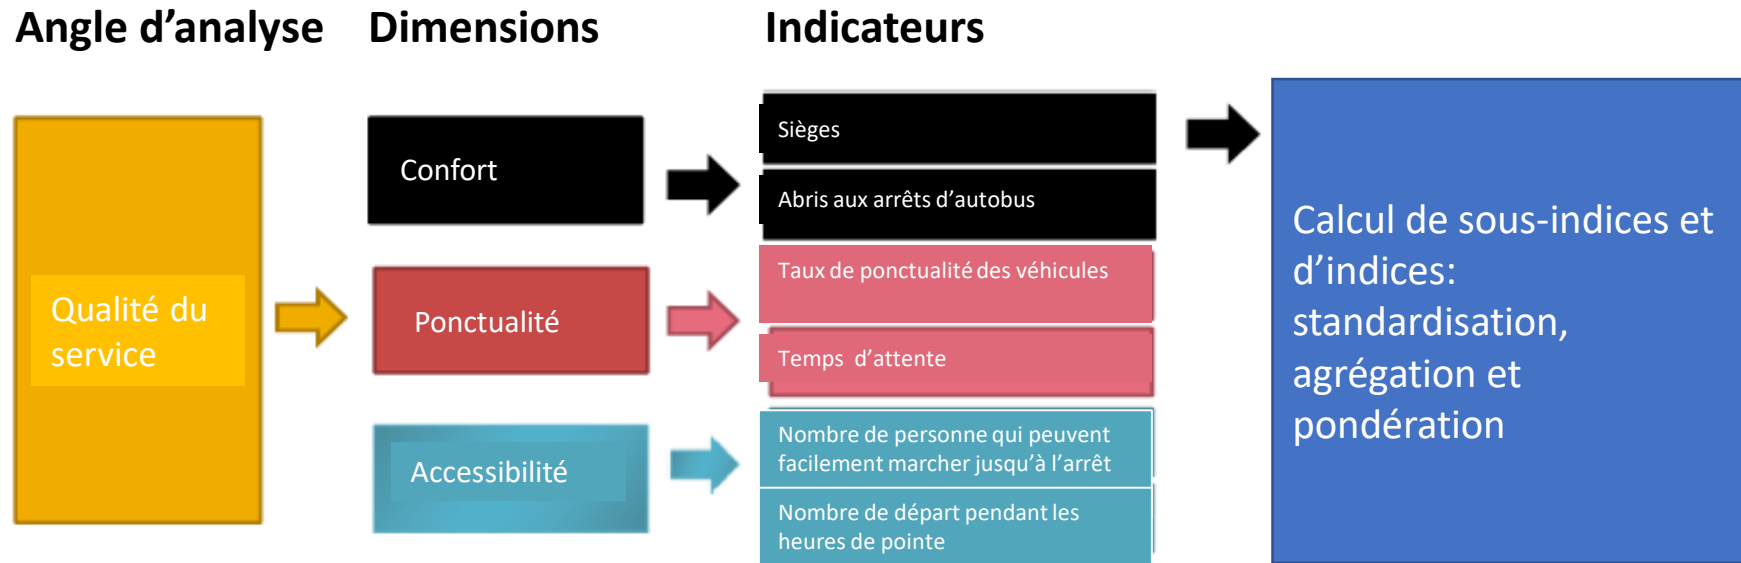 Angle d’analyse
Dimensions
Indicateurs
Qualité du
service
Confort
Ponctualité
Accessibilité
Sièges
Abris aux arrêts d’autobus
Taux de ponctualité des véhicules
Temps  d’attente
Nombre de personne qui peuvent
facilement marcher jusqu’à l’arrêt
Nombre de départ pendant les
heures de pointe
Calcul de sous-indices et
d’indices:
standardisation,
agrégation et
pondération